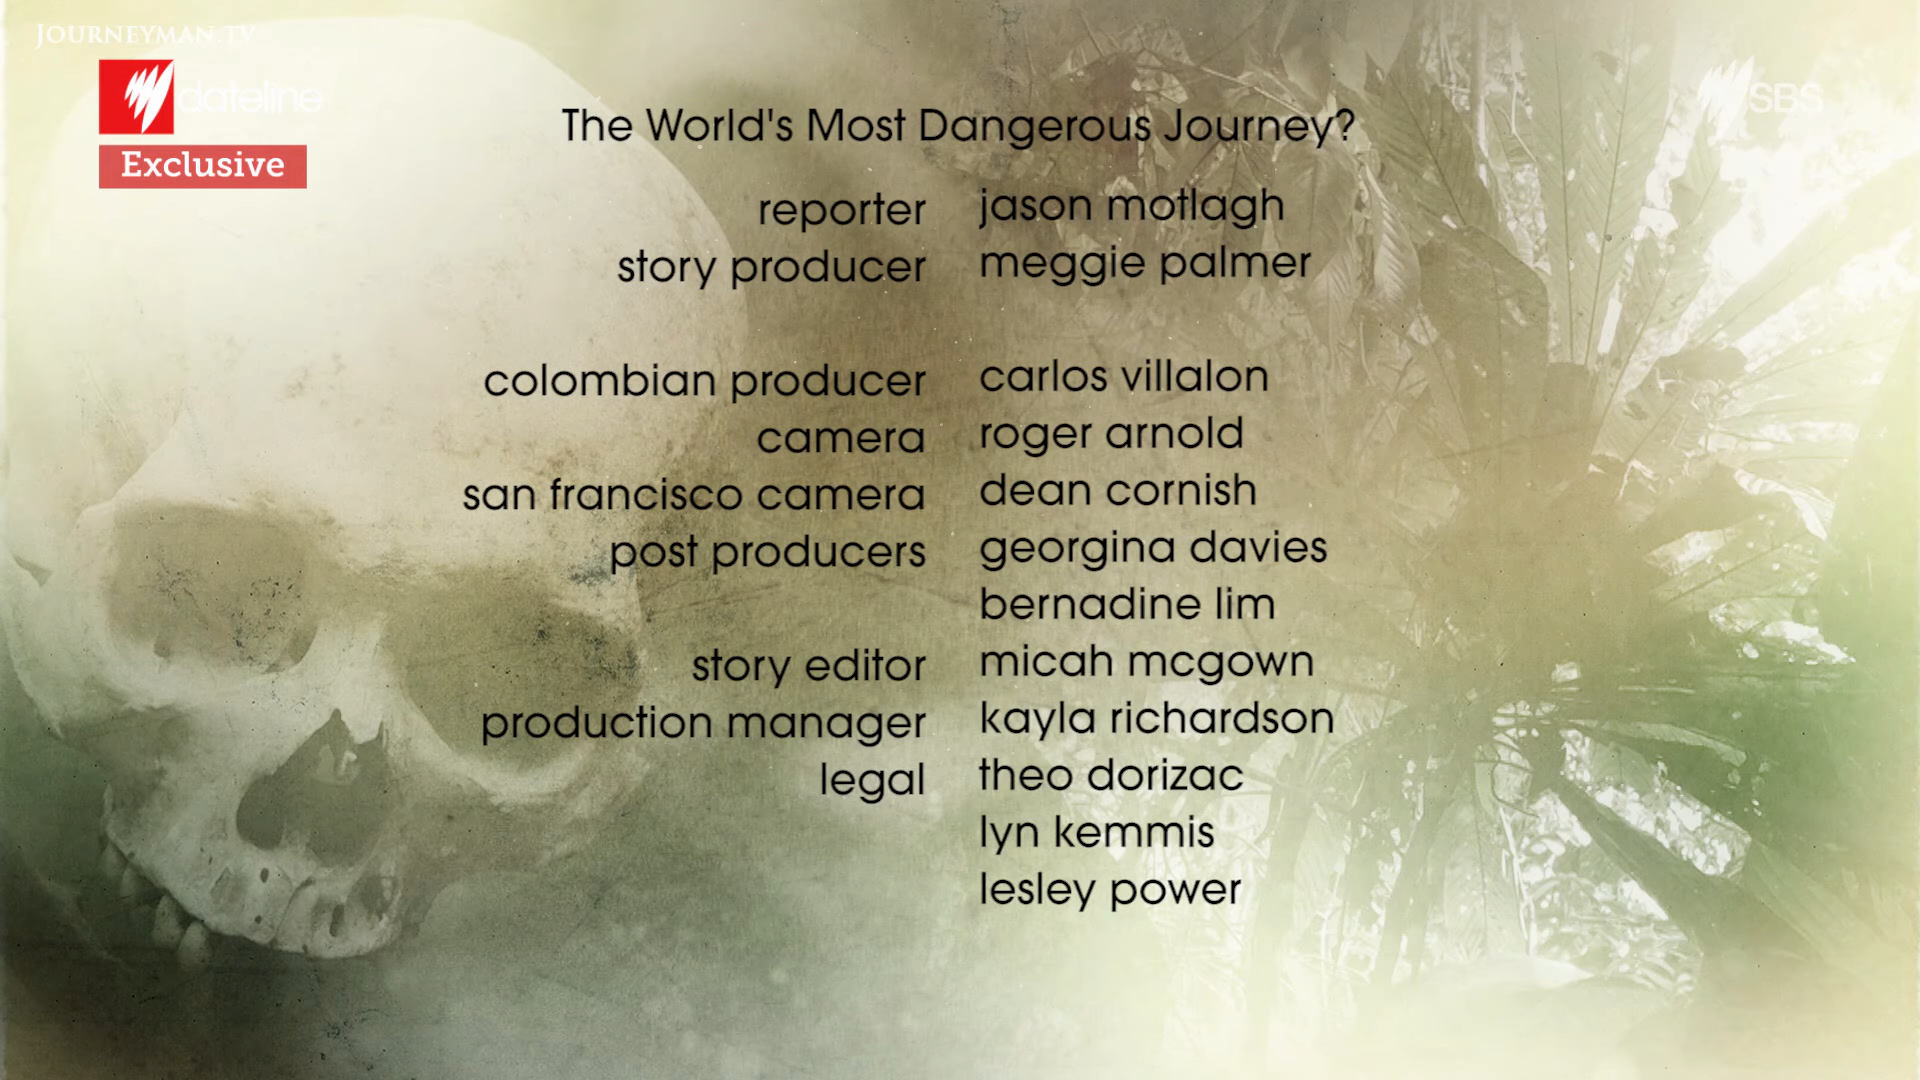 JOURNEYMAN.TV
dateline
Exclusive
SBS
The World's Most Dangerous Journey?
reporter jason motlagh
story producer meggie palmer
colombian producer carlos villalon
camera roger arnold
san francisco camera dean cornish
post producers georgina davies
bernadine lim
story editor micah mcgown
production manager kayla richardson
legal theo dorizac
lyn kemmis
lesley power